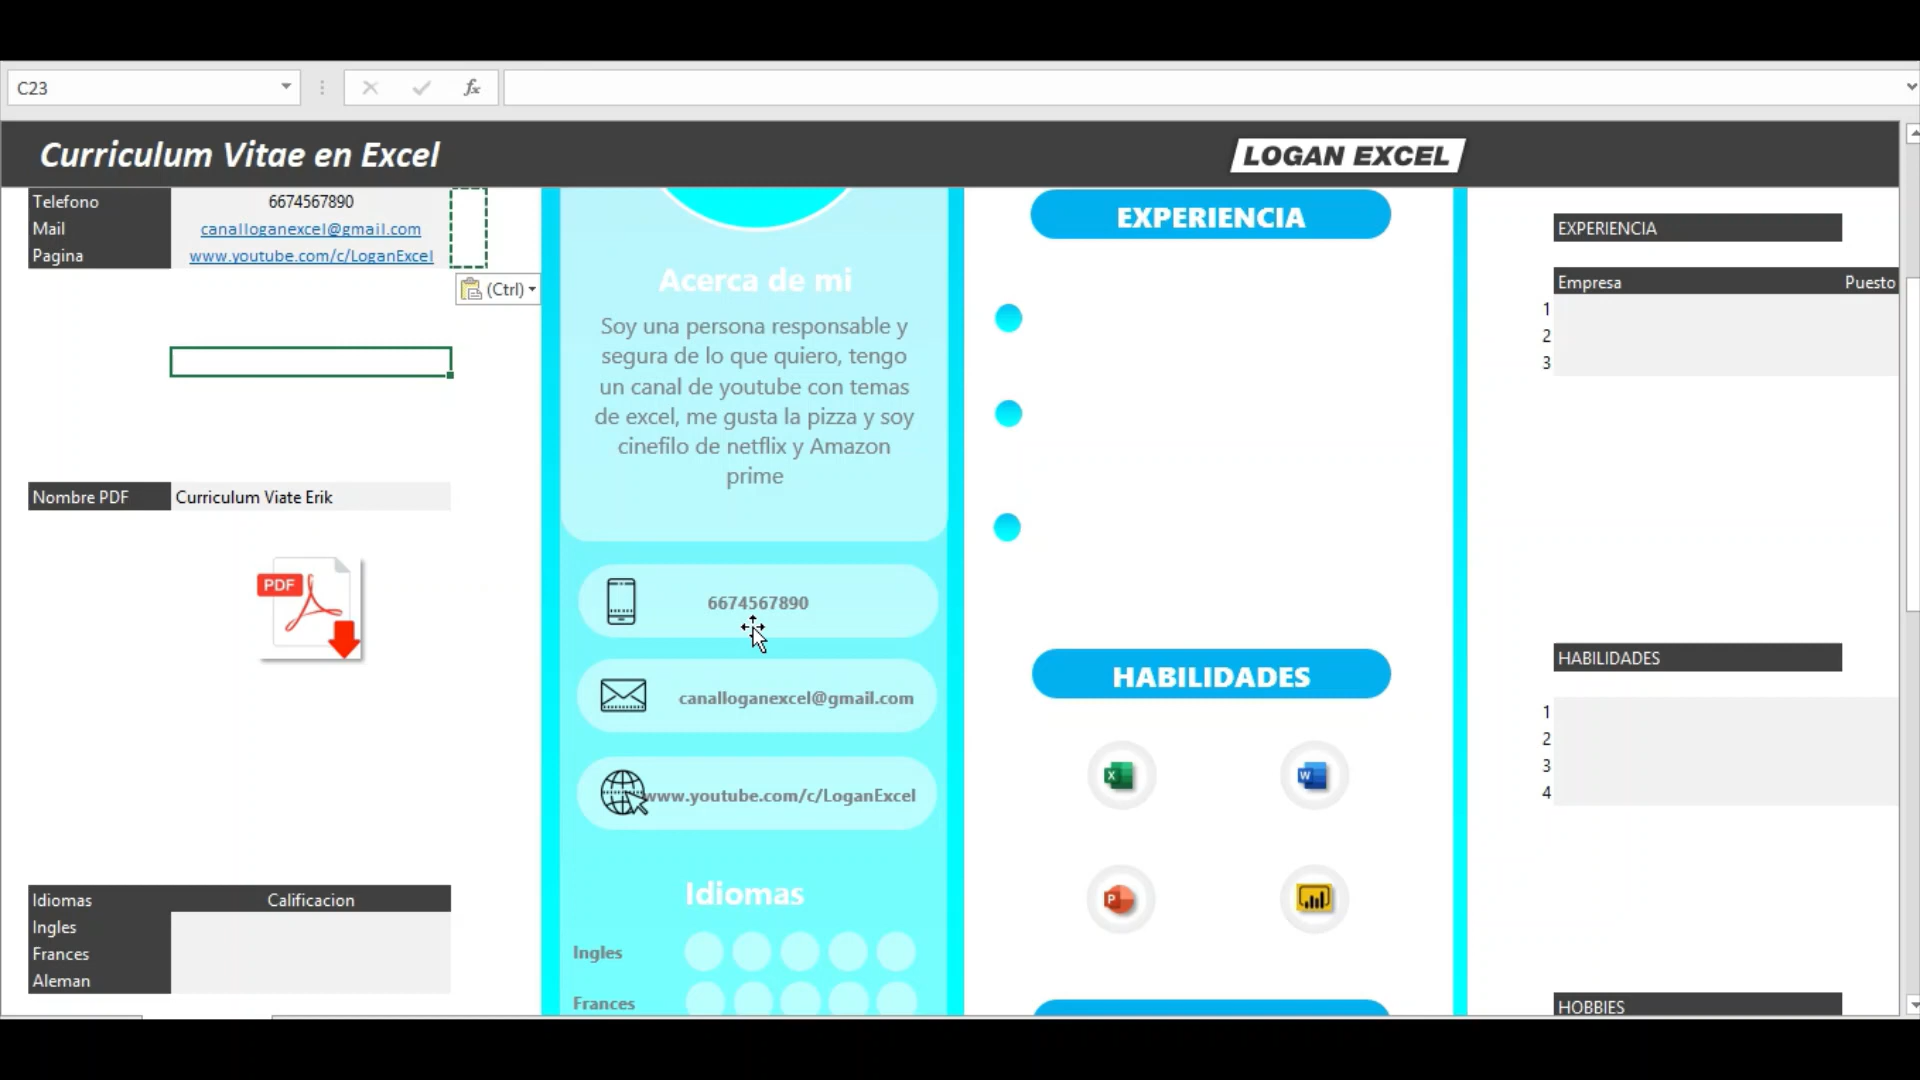 C23
fx
Curriculum Vitae en Excel
LOGAN EXCEL
Telefono 6674567890
Mail canalloganexcel@gmail.com
Pagina www.youtube.com/c/LoganExcel
(Ctrl)
Nombre PDF Curriculum Viate Erik
PDF
Idiomas Calificacion
Ingles
Frances
Aleman
Acerca de mi
Soy una persona responsable y
segura de lo que quiero, tengo
un canal de youtube con temas
de excel, me gusta la pizza y soy
cinefilo de netflix y Amazon
prime
6674567890
canalloganexcel@gmail.com
www.youtube.com/c/LoganExcel
Idiomas
Ingles
Frances
EXPERIENCIA
HABILIDADES
X
W
P
EXPERIENCIA
Empresa Puesto
1
2
3
HABILIDADES
1
2
3
4
HOBBIES